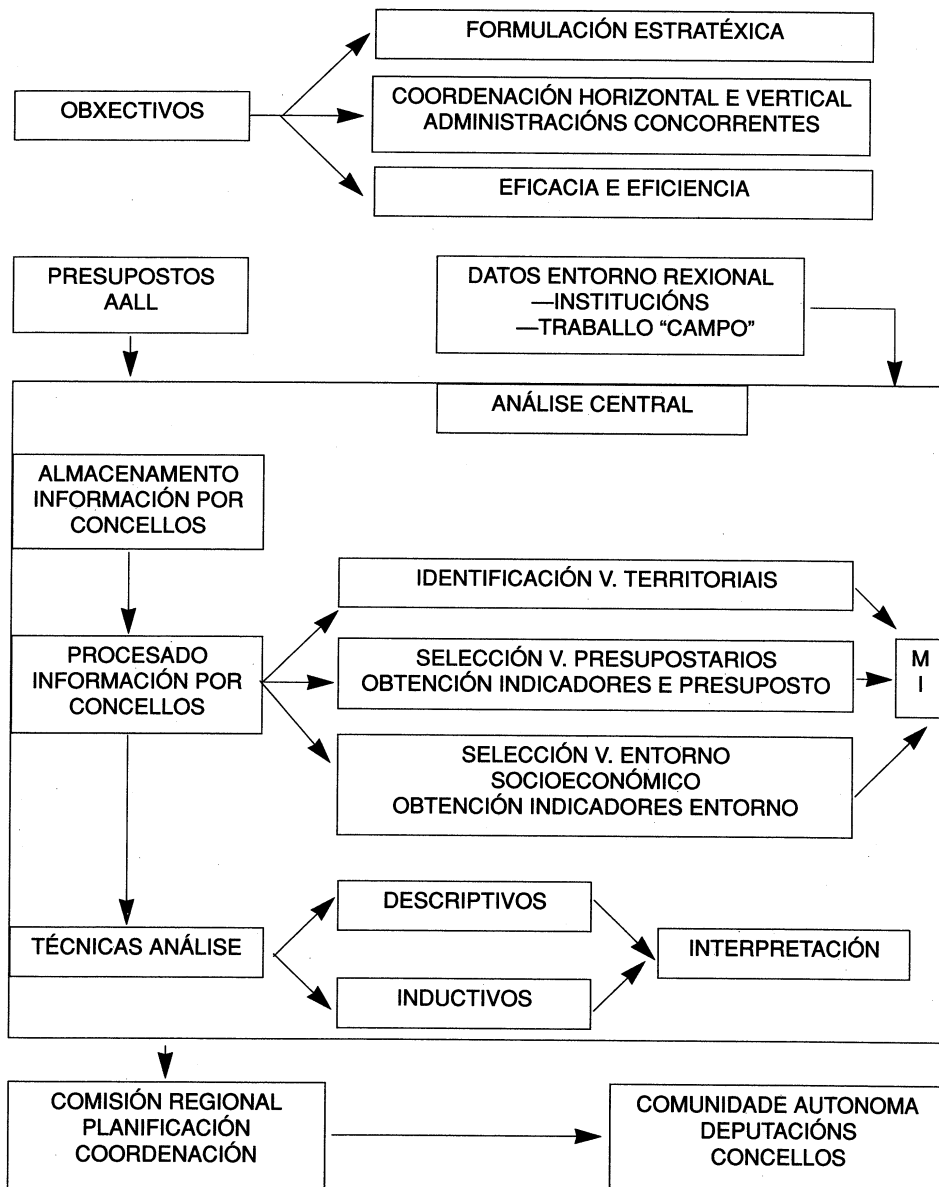 FORMULACIÓN ESTRATÉXICA
OBXECTIVOS
COORDENACIÓN HORIZONTAL E VERTICAL
ADMINISTRACIÓNS CONCORRENTES
EFICACIA E EFICIENCIA
PRESUPOSTOS
AALL
DATOS ENTORNO REXIONAL
—INSTITUCIÓNS
—TRABALLO “CAMPO”
ANÁLISE CENTRAL
ALMACENAMENTO
INFORMACIÓN POR
CONCELLOS
IDENTIFICACIÓN V. TERRITORIAIS
PROCESADO
INFORMACIÓN POR
CONCELLOS
SELECCIÓN V. PRESUPOSTARIOS
OBTENCIÓN INDICADORES E PRESUPOSTO
M
I
SELECCIÓN V. ENTORNO
SOCIOECONÓMICO
OBTENCIÓN INDICADORES ENTORNO
DESCRIPTIVOS
TÉCNICAS ANÁLISE
INTERPRETACIÓN
INDUCTIVOS
COMISIÓN REGIONAL
PLANIFICACIÓN
COORDENACIÓN
COMUNIDADE AUTONOMA
DEPUTACIÓNS
CONCELLOS